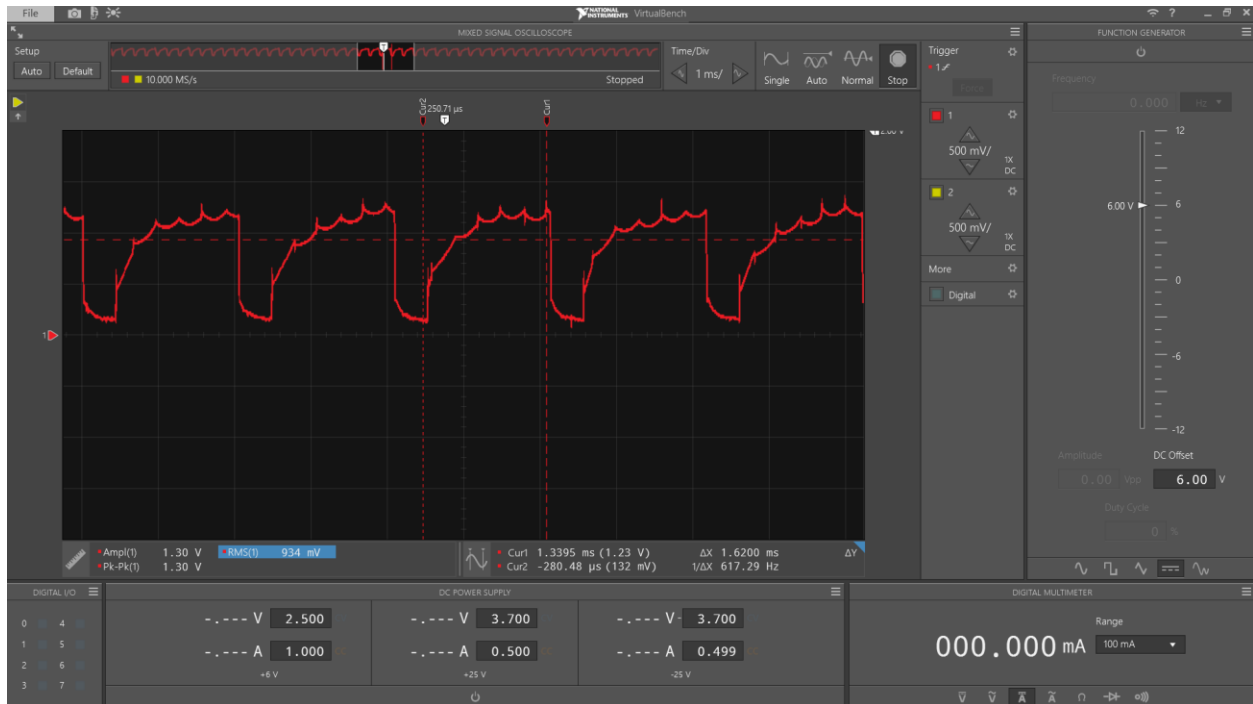 File
NATIONAL INSTRUMENTS VirtualBench
?
MIXED SIGNAL OSCILLOSCOPE
Setup
Auto Default
10.000 MS/s
Stopped
Time/Div
1 ms/
Single Auto Normal Stop
Cur2
250.71 µs
T
Cur1
T 2.00 V
1
Trigger
1
Force
1
500 mV/
1X
DC
2
500 mV/
1X
DC
More
Digital
Ampl(1) 1.30 V RMS(1) 934 mV
Pk-Pk(1) 1.30 V
Cur1 1.3395 ms (1.23 V) ΔX 1.6200 ms ΔY
Cur2 -280.48 µs (132 mV) 1/ΔX 617.29 Hz
FUNCTION GENERATOR
Frequency
0.000 Hz
12
6.00 V 6
0
-6
-12
Amplitude DC Offset
0.00 Vpp 6.00 V
Duty Cycle
0 %
DIGITAL I/O
0 4
1 5
2 6
3 7
DC POWER SUPPLY
-.--- V 2.500
-.--- A 1.000
+6 V
-.--- V 3.700
-.--- A 0.500
+25 V
-.--- V - 3.700
-.--- A 0.499
-25 V
DIGITAL MULTIMETER
000.000 mA
Range
100 mA
V V A A Ω